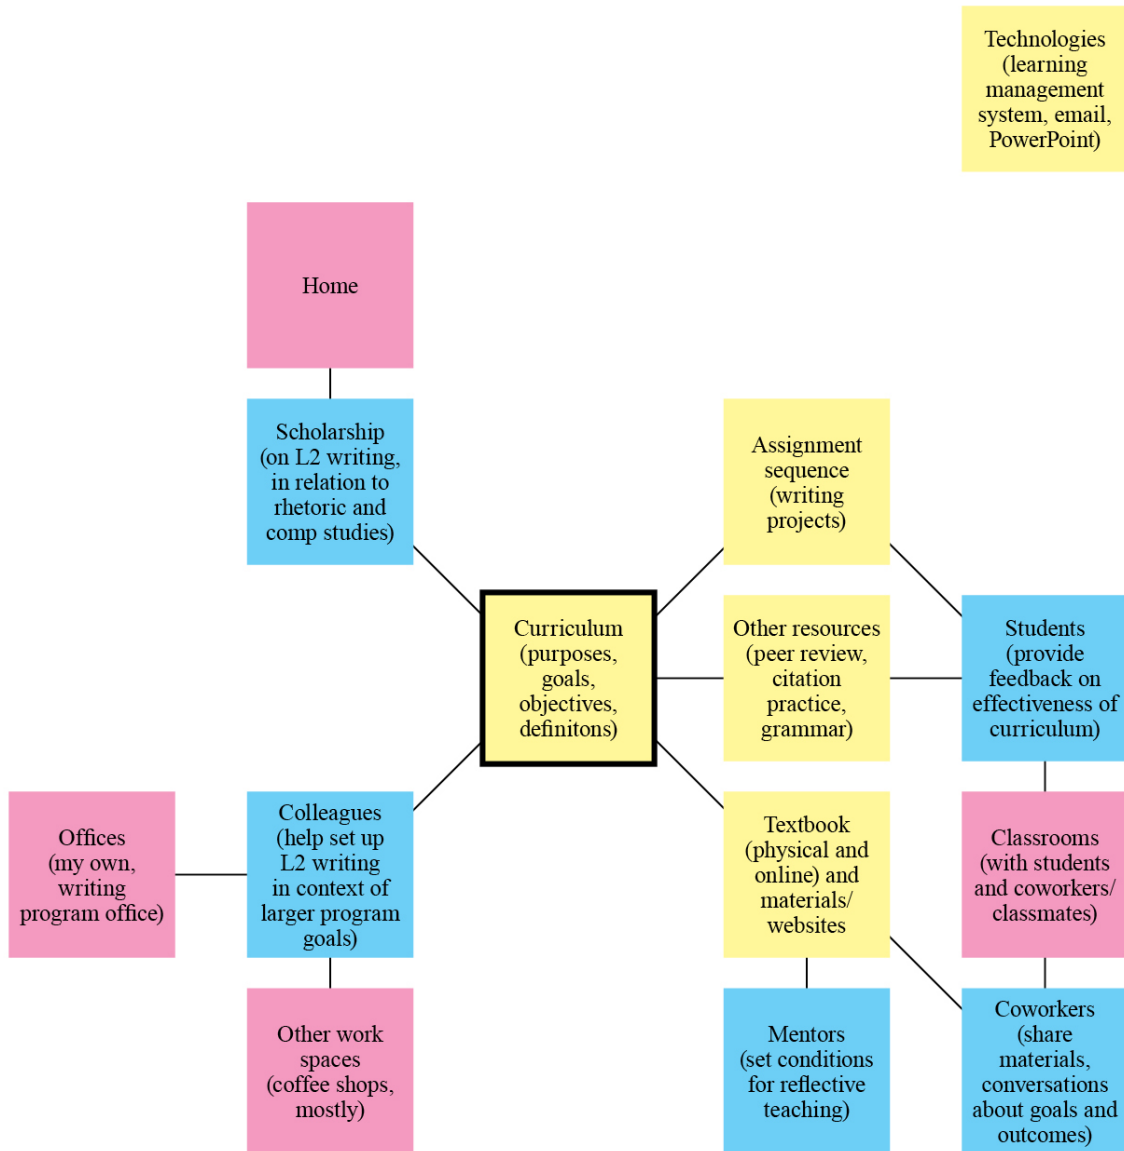 Technologies
(learning
management
system, email,
PowerPoint)
Home
Scholarship
(on L2 writing,
in relation to
rhetoric and
comp studies)
Assignment
sequence
(writing
projects)
Curriculum
(purposes,
goals,
objectives,
definitons)
Other resources
(peer review,
citation
practice,
grammar)
Students
(provide
feedback on
effectiveness of
curriculum)
Offices
(my own,
writing
program office)
Colleagues
(help set up
L2 writing
in context of
larger program
goals)
Textbook
(physical and
online) and
materials/
websites
Classrooms
(with students
and coworkers/
classmates)
Other work
spaces
(coffee shops,
mostly)
Mentors
(set conditions
for reflective
teaching)
Coworkers
(share
materials,
conversations
about goals and
outcomes)